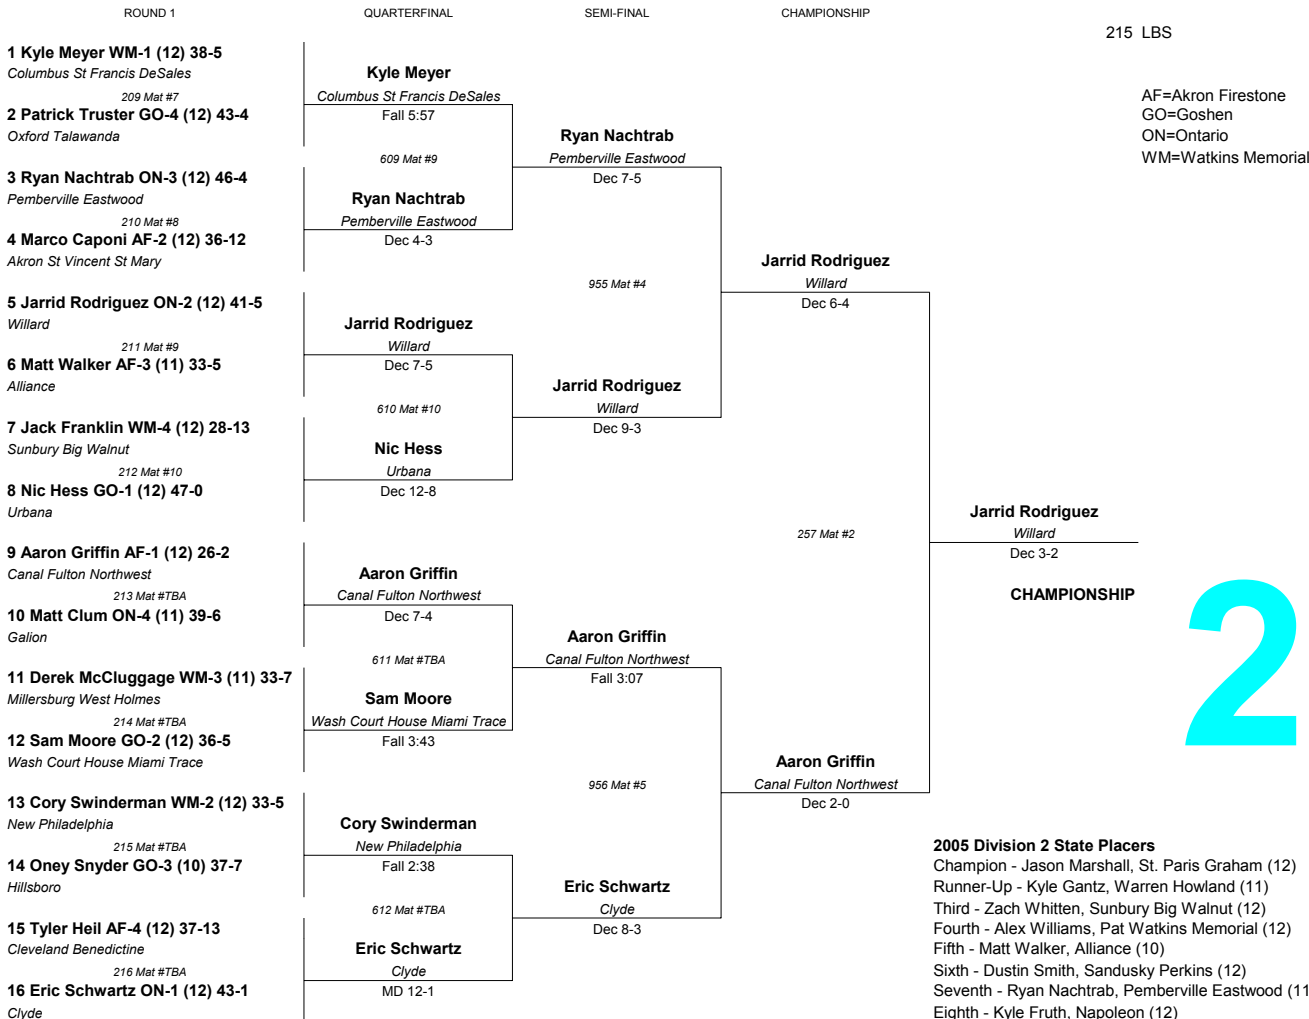 ROUND 1 QUARTERFINAL SEMI-FINAL CHAMPIONSHIP
215 LBS
AF=Akron Firestone
GO=Goshen
ON=Ontario
WM=Watkins Memorial
1 Kyle Meyer WM-1 (12) 38-5
Columbus St Francis DeSales
209 Mat #7
2 Patrick Truster GO-4 (12) 43-4
Oxford Talawanda
3 Ryan Nachtrab ON-3 (12) 46-4
Pemberville Eastwood
210 Mat #8
4 Marco Caponi AF-2 (12) 36-12
Akron St Vincent St Mary
5 Jarrid Rodriguez ON-2 (12) 41-5
Willard
211 Mat #9
6 Matt Walker AF-3 (11) 33-5
Alliance
7 Jack Franklin WM-4 (12) 28-13
Sunbury Big Walnut
212 Mat #10
8 Nic Hess GO-1 (12) 47-0
Urbana
9 Aaron Griffin AF-1 (12) 26-2
Canal Fulton Northwest
213 Mat #TBA
10 Matt Clum ON-4 (11) 39-6
Galion
11 Derek McCluggage WM-3 (11) 33-7
Millersburg West Holmes
214 Mat #TBA
12 Sam Moore GO-2 (12) 36-5
Wash Court House Miami Trace
13 Cory Swinderman WM-2 (12) 33-5
New Philadelphia
215 Mat #TBA
14 Oney Snyder GO-3 (10) 37-7
Hillsboro
15 Tyler Heil AF-4 (12) 37-13
Cleveland Benedictine
216 Mat #TBA
16 Eric Schwartz ON-1 (12) 43-1
Clyde
Kyle Meyer
Columbus St Francis DeSales
Fall 5:57
609 Mat #9
Ryan Nachtrab
Pemberville Eastwood
Dec 4-3
Jarrid Rodriguez
Willard
Dec 7-5
610 Mat #10
Nic Hess
Urbana
Dec 12-8
Aaron Griffin
Canal Fulton Northwest
Dec 7-4
611 Mat #TBA
Sam Moore
Wash Court House Miami Trace
Fall 3:43
Cory Swinderman
New Philadelphia
Fall 2:38
612 Mat #TBA
Eric Schwartz
Clyde
MD 12-1
Ryan Nachtrab
Pemberville Eastwood
Dec 7-5
955 Mat #4
Jarrid Rodriguez
Willard
Dec 9-3
Aaron Griffin
Canal Fulton Northwest
Fall 3:07
956 Mat #5
Eric Schwartz
Clyde
Dec 8-3
Jarrid Rodriguez
Willard
Dec 6-4
257 Mat #2
Aaron Griffin
Canal Fulton Northwest
Dec 2-0
Jarrid Rodriguez
Willard
Dec 3-2
CHAMPIONSHIP
2
2005 Division 2 State Placers
Champion - Jason Marshall, St. Paris Graham (12)
Runner-Up - Kyle Gantz, Warren Howland (11)
Third - Zach Whitten, Sunbury Big Walnut (12)
Fourth - Alex Williams, Pat Watkins Memorial (12)
Fifth - Matt Walker, Alliance (10)
Sixth - Dustin Smith, Sandusky Perkins (12)
Seventh - Ryan Nachtrab, Pemberville Eastwood (11
Eighth - Kyle Fruth, Napoleon (12)